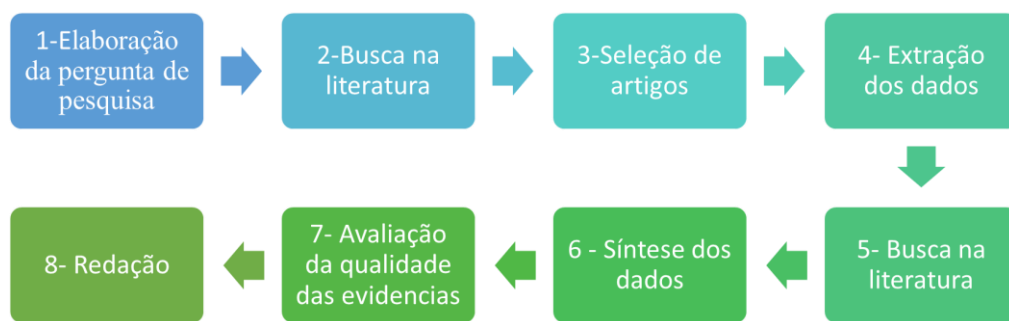 1-Elaboração
da pergunta de
pesquisa
2-Busca na
literatura
3-Seleção de
artigos
4- Extração
dos dados
5- Busca na
literatura
6 - Síntese dos
dados
7- Avaliação
da qualidade
das evidencias
8- Redação